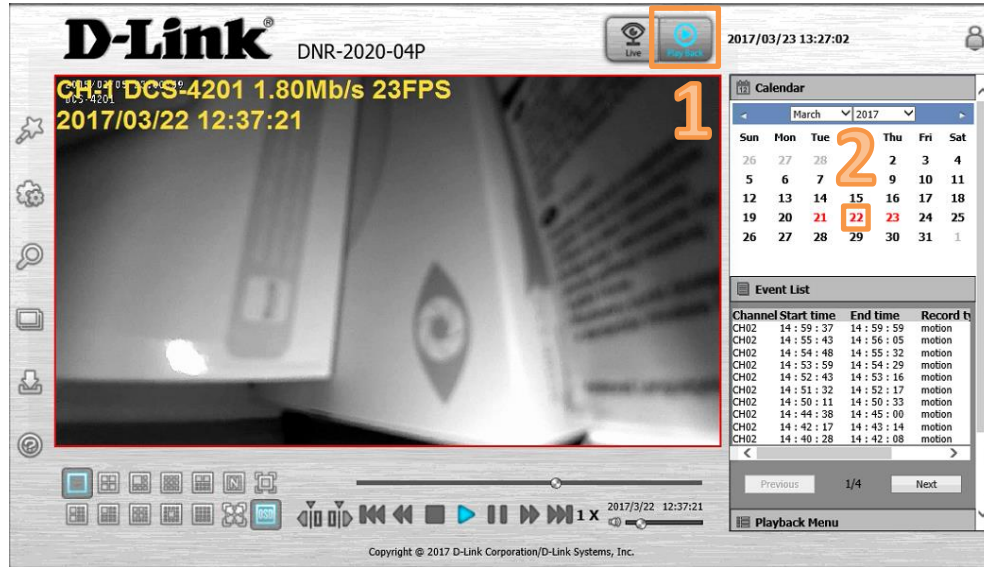 D-Link® DNR-2020-04P
Live
Play Back
2017/03/23 13:27:02
1
CH:1 DCS-4201 1.80Mb/s 23FPS
DCS-4201
2017/03/22 12:37:21
Calendar
March 2017
Sun Mon Tue Thu Fri Sat
2
26 27 28 2 3 4
5 6 7 9 10 11
12 13 14 15 16 17 18
19 20 21 22 23 24 25
26 27 28 29 30 31 1
Event List
Channel Start time End time Record t
CH02 14 : 59 : 37 14 : 59 : 59 motion
CH02 14 : 55 : 43 14 : 56 : 05 motion
CH02 14 : 54 : 48 14 : 55 : 32 motion
CH02 14 : 53 : 59 14 : 54 : 29 motion
CH02 14 : 52 : 43 14 : 53 : 16 motion
CH02 14 : 51 : 32 14 : 52 : 17 motion
CH02 14 : 50 : 11 14 : 50 : 33 motion
CH02 14 : 44 : 38 14 : 45 : 00 motion
CH02 14 : 42 : 17 14 : 43 : 14 motion
CH02 14 : 40 : 28 14 : 42 : 08 motion
Previous 1/4 Next
Playback Menu
N
OSD
1 X
2017/3/22 12:37:21
Copyright @ 2017 D-Link Corporation/D-Link Systems, Inc.